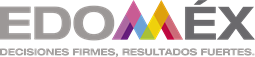 EDOMÉX
DECISIONES FIRMES, RESULTADOS FUERTES.